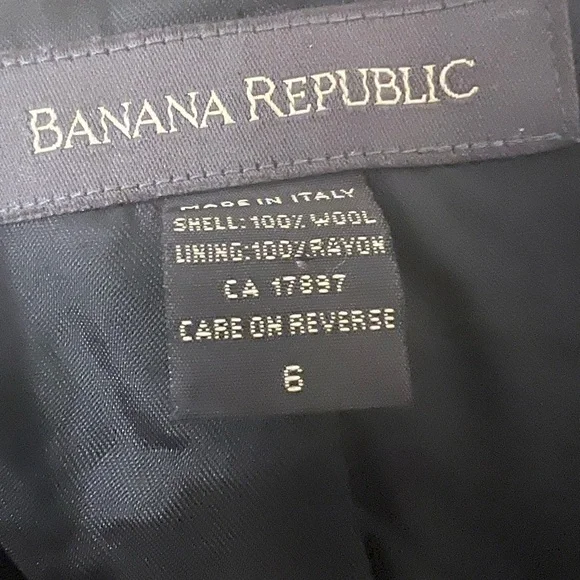 BANANA REPUBLIC
MADE IN ITALY
SHELL: 100% WOOL
LINING: 100% RAYON
CA 17897
CARE ON REVERSE
6